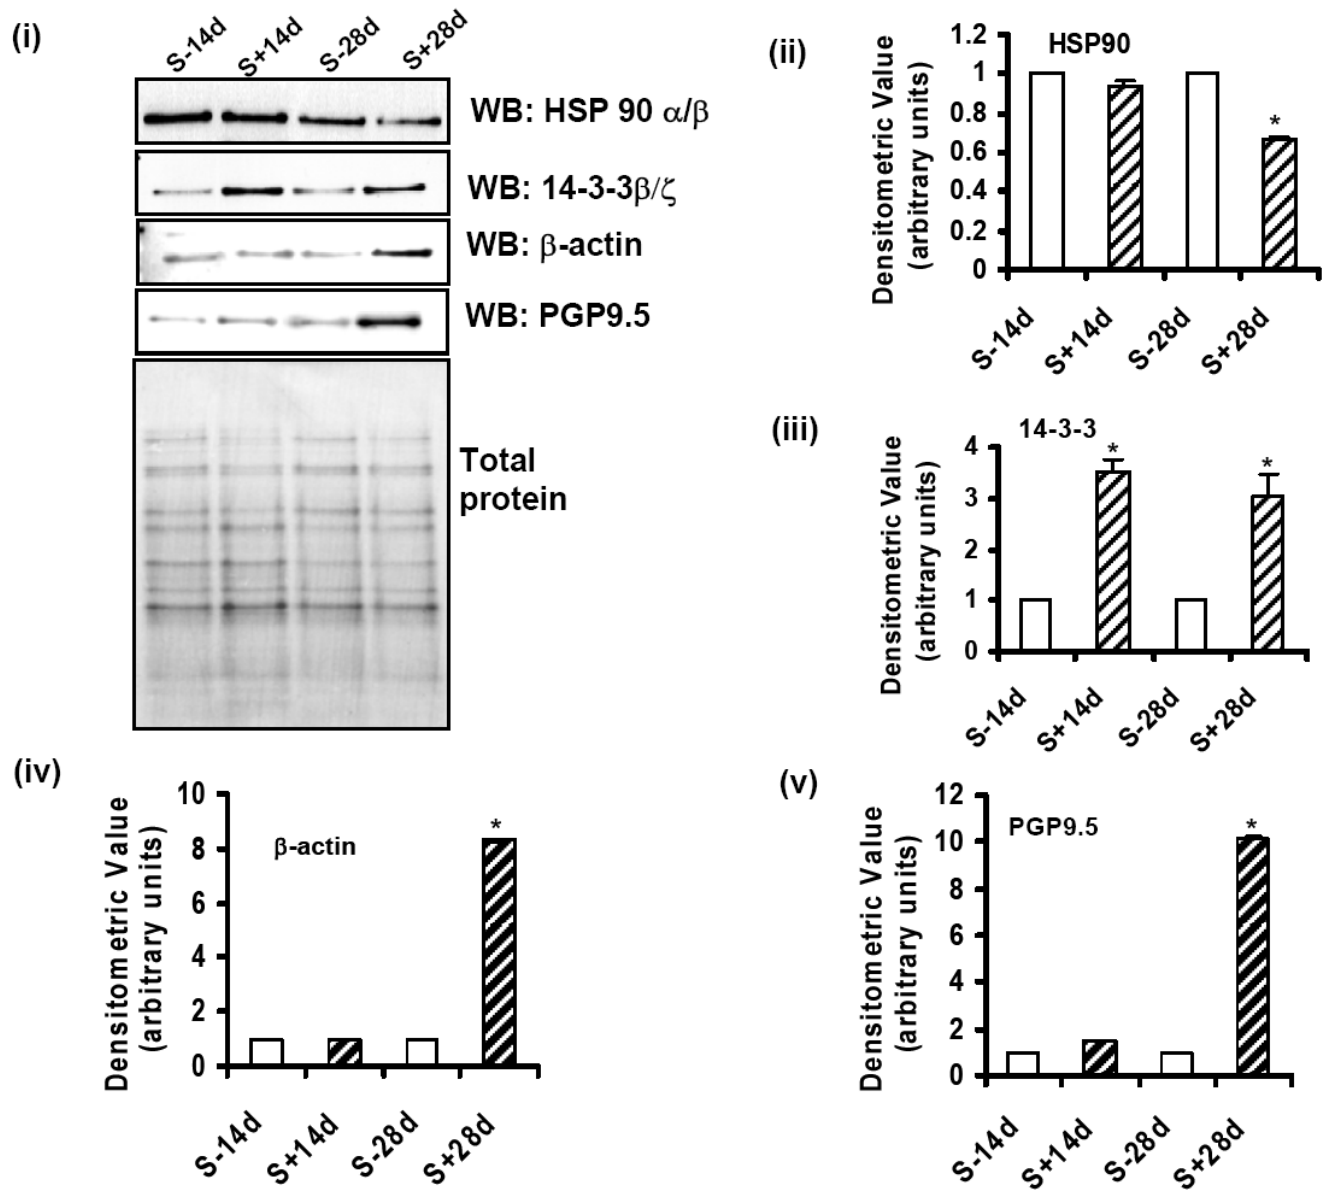 (i)
S-14d
S+14d
S-28d
S+28d
WB: HSP 90 α/β
WB: 14-3-3β/ζ
WB: β-actin
WB: PGP9.5
Total
protein
(ii)
HSP90
Densitometric Value
(arbitrary units)
1.2
1
0.8
0.6
0.4
0.2
0
*
S-14d
S+14d
S-28d
S+28d
(iii)
14-3-3
Densitometric Value
(arbitrary units)
4
3
2
1
0
*
*
S-14d
S+14d
S-28d
S+28d
(iv)
β-actin
Densitometric Value
(arbitrary units)
10
8
6
4
2
0
*
S-14d
S+14d
S-28d
S+28d
(v)
PGP9.5
Densitometric Value
(arbitrary units)
12
10
8
6
4
2
0
*
S-14d
S+14d
S-28d
S+28d